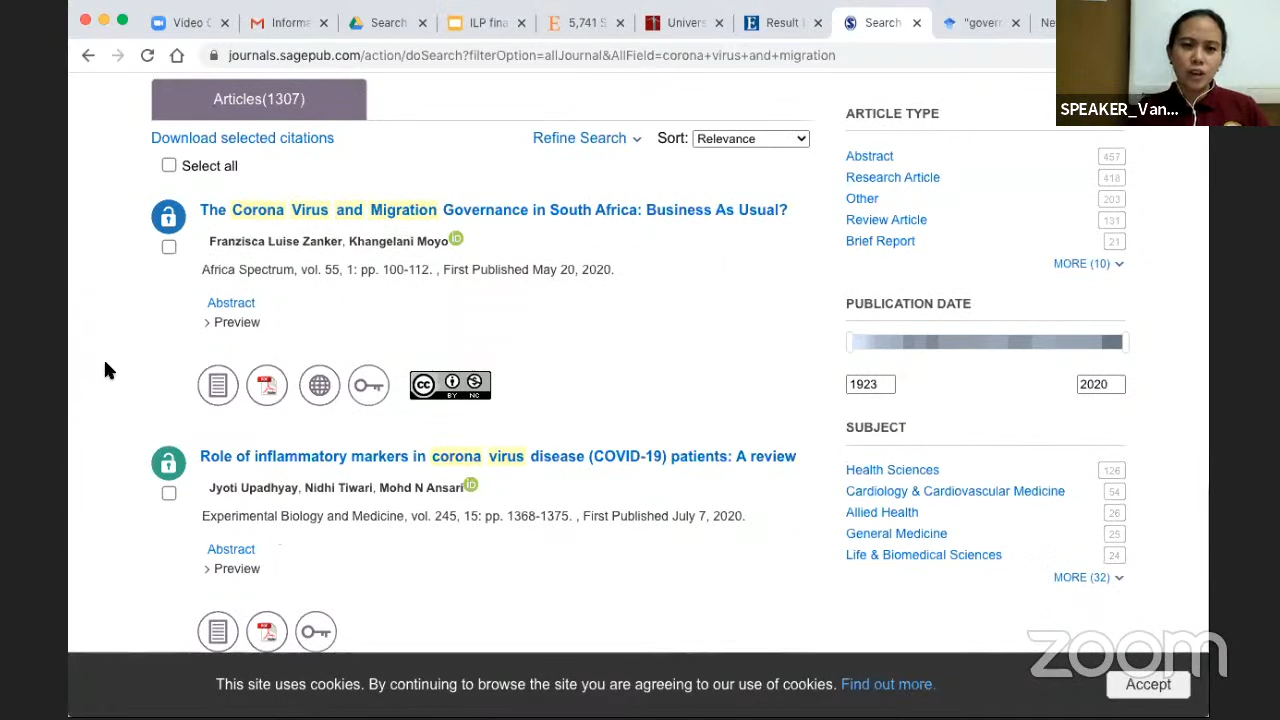 Video C
Informa
Search
ILP fina
5,741 S
Univers
Result l
Search
"gover
Ne
journals.sagepub.com/action/doSearch?filterOption=allJournal&AllField=corona+virus+and+migration
SPEAKER_Van...
Articles(1307)
Download selected citations
Refine Search
Sort: Relevance
Select all
The Corona Virus and Migration Governance in South Africa: Business As Usual?
Franzisca Luise Zanker, Khangelani Moyo iD
Africa Spectrum, vol. 55, 1: pp. 100-112. , First Published May 20, 2020.
Abstract
> Preview
PDF
CC BY NC
Role of inflammatory markers in corona virus disease (COVID-19) patients: A review
Jyoti Upadhyay, Nidhi Tiwari, Mohd N Ansari iD
Experimental Biology and Medicine, vol. 245, 15: pp. 1368-1375. , First Published July 7, 2020.
Abstract
> Preview
PDF
ARTICLE TYPE
Abstract 457
Research Article 418
Other 203
Review Article 131
Brief Report 21
MORE (10)
PUBLICATION DATE
1923 2020
SUBJECT
Health Sciences 126
Cardiology & Cardiovascular Medicine 54
Allied Health 26
General Medicine 25
Life & Biomedical Sciences 24
MORE (32)
zoom
This site uses cookies. By continuing to browse the site you are agreeing to our use of cookies. Find out more.
Accept